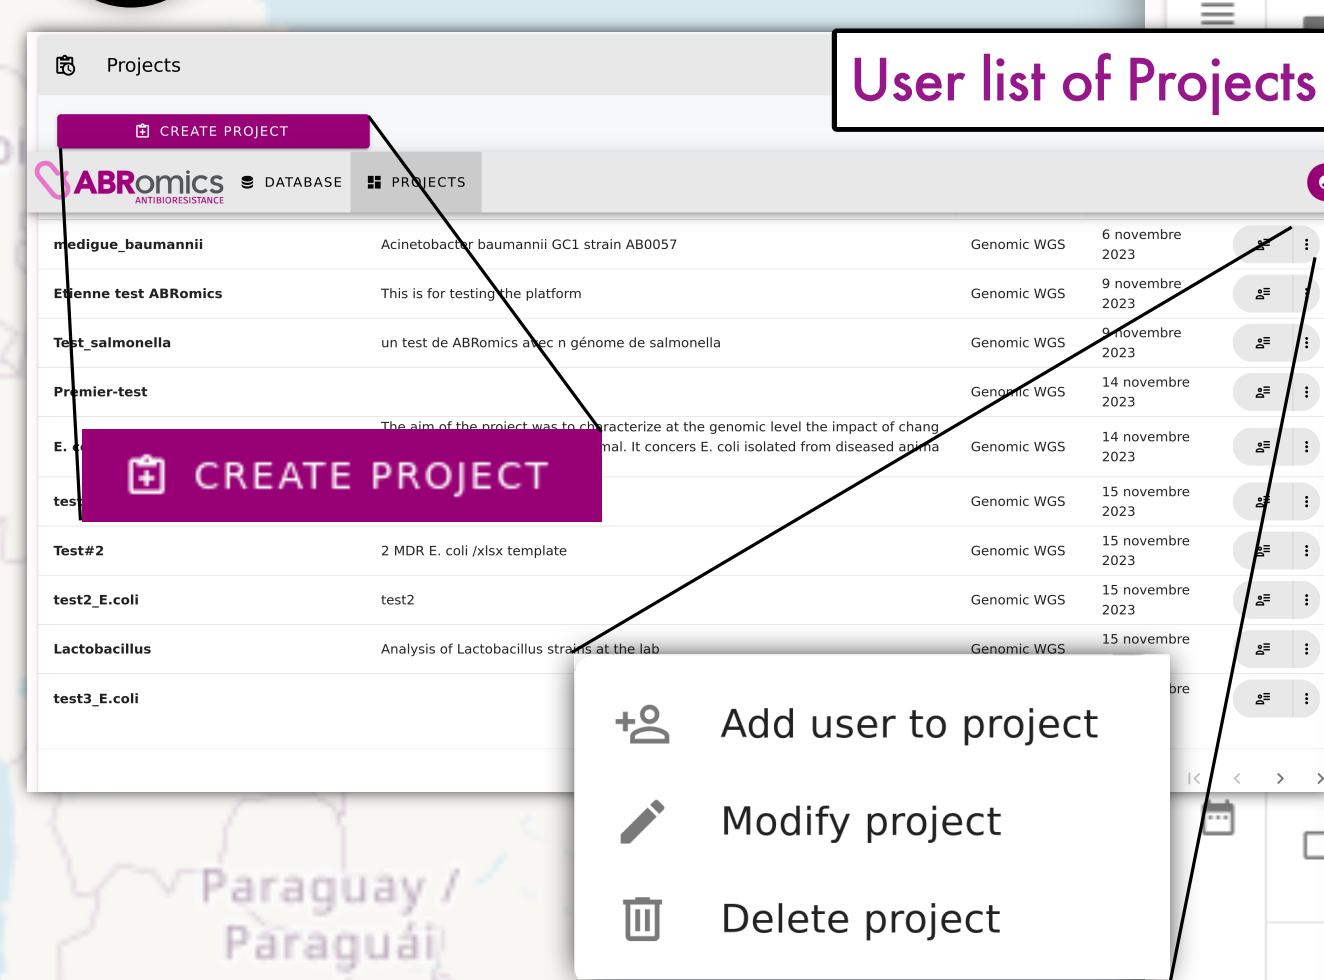 Projects
User list of Projects
CREATE PROJECT
ABRomics
ANTIBIORESISTANCE
DATABASE
PROJECTS
medigue_baumannii
Acinetobacter baumannii GC1 strain AB0057
Genomic WGS
6 novembre
2023
Etienne test ABRomics
This is for testing the platform
Genomic WGS
9 novembre
2023
Test_salmonella
un test de ABRomics avec n génome de salmonella
Genomic WGS
9 novembre
2023
Premier-test
Genomic WGS
14 novembre
2023
The aim of the project was to characterize at the genomic level the impact of chang
E. It concers E. coli isolated from diseased anima
Genomic WGS
14 novembre
2023
CREATE PROJECT
test
Genomic WGS
15 novembre
2023
Test#2
2 MDR E. coli /xlsx template
Genomic WGS
15 novembre
2023
test2_E.coli
test2
Genomic WGS
15 novembre
2023
Lactobacillus
Analysis of Lactobacillus strains at the lab
Genomic WGS
15 novembre
test3_E.coli
Add user to project
Modify project
Delete project
Paraguay /
Paraguái